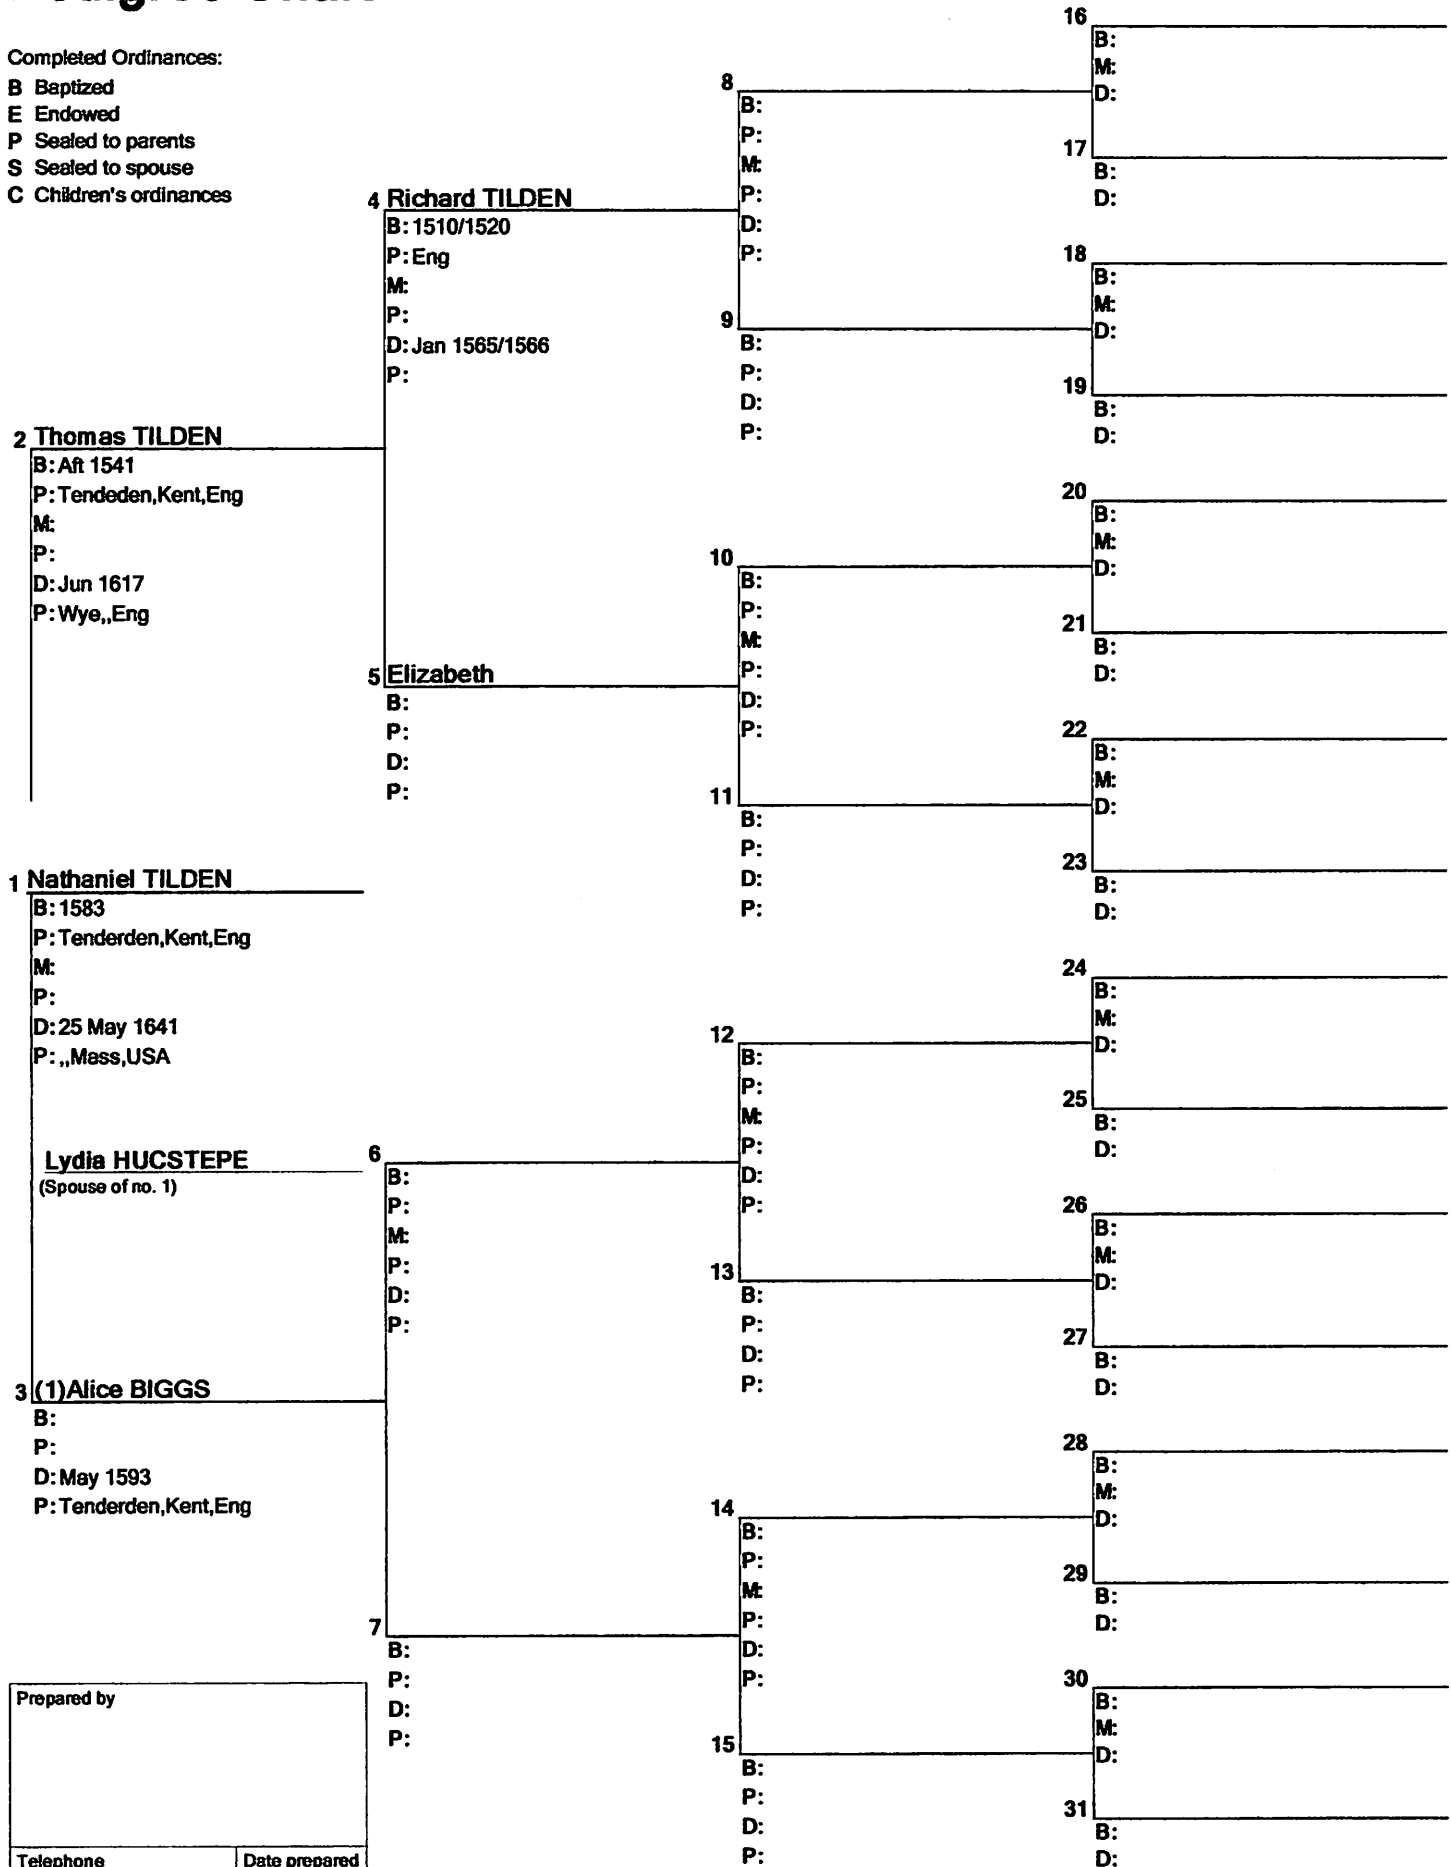 Completed Ordinances:
B Baptized
E Endowed
P Sealed to parents
S Sealed to spouse
C Children's ordinances
2 Thomas TILDEN
B: Aft 1541
P: Tendeden,Kent,Eng
M:
P:
D: Jun 1617
P: Wye,,Eng
1 Nathaniel TILDEN
B: 1583
P: Tenderden,Kent,Eng
M:
P:
D: 25 May 1641
P: ,,Mass,USA
Lydia HUCSTEPE
(Spouse of no. 1)
3 (1)Alice BIGGS
B:
P:
D: May 1593
P: Tenderden,Kent,Eng
Prepared by
Telephone
Date prepared
4 Richard TILDEN
B: 1510/1520
P: Eng
M:
P:
D: Jan 1565/1566
P:
5 Elizabeth
B:
P:
D:
P:
6
B:
P:
M:
P:
D:
P:
7
B:
P:
D:
P:
8
B:
P:
M:
P:
D:
P:
9
B:
P:
D:
P:
10
B:
P:
M:
P:
D:
P:
11
B:
P:
D:
P:
12
B:
P:
M:
P:
D:
P:
13
B:
P:
D:
P:
14
B:
P:
M:
P:
D:
P:
15
B:
P:
D:
P:
16
B:
M:
D:
17
B:
D:
18
B:
M:
D:
19
B:
D:
20
B:
M:
D:
21
B:
D:
22
B:
M:
D:
23
B:
D:
24
B:
M:
D:
25
B:
D:
26
B:
M:
D:
27
B:
D:
28
B:
M:
D:
29
B:
D:
30
B:
M:
D:
31
B:
D: